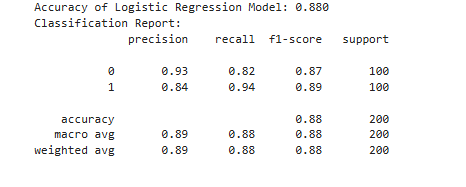 Accuracy of Logistic Regression Model: 0.880
Classification Report:
precision recall f1-score support
0 0.93 0.82 0.87 100
1 0.84 0.94 0.89 100
accuracy 0.88 200
macro avg 0.89 0.88 0.88 200
weighted avg 0.89 0.88 0.88 200